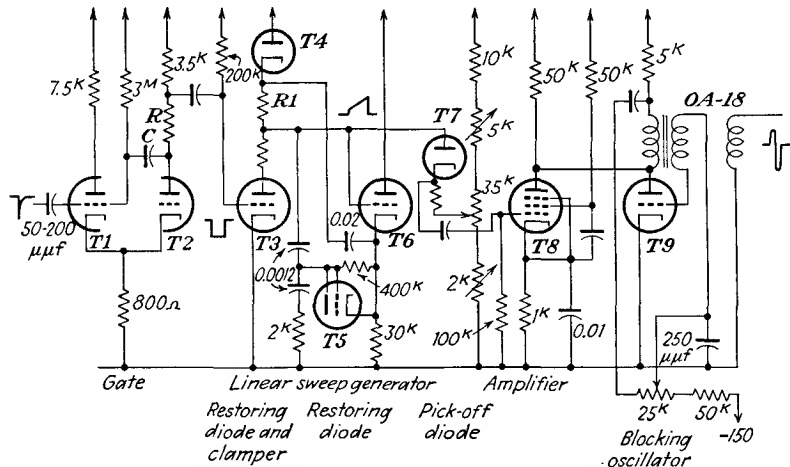 T4
7.5K
3M
3.5K
200K
10K
50K
50K
5K
R
C
R1
T7
5K
OA-18
35K
50-200
μμf
T1
T2
T3
0.02
T6
T8
T9
0.0012
400K
2K
800Ω
2K
T5
30K
100K
1K
0.01
250
μμf
Gate
Linear sweep generator
Amplifier
Restoring
diode and
clamper
Restoring
diode
Pick-off
diode
25K
50K
-150
Blocking
oscillator